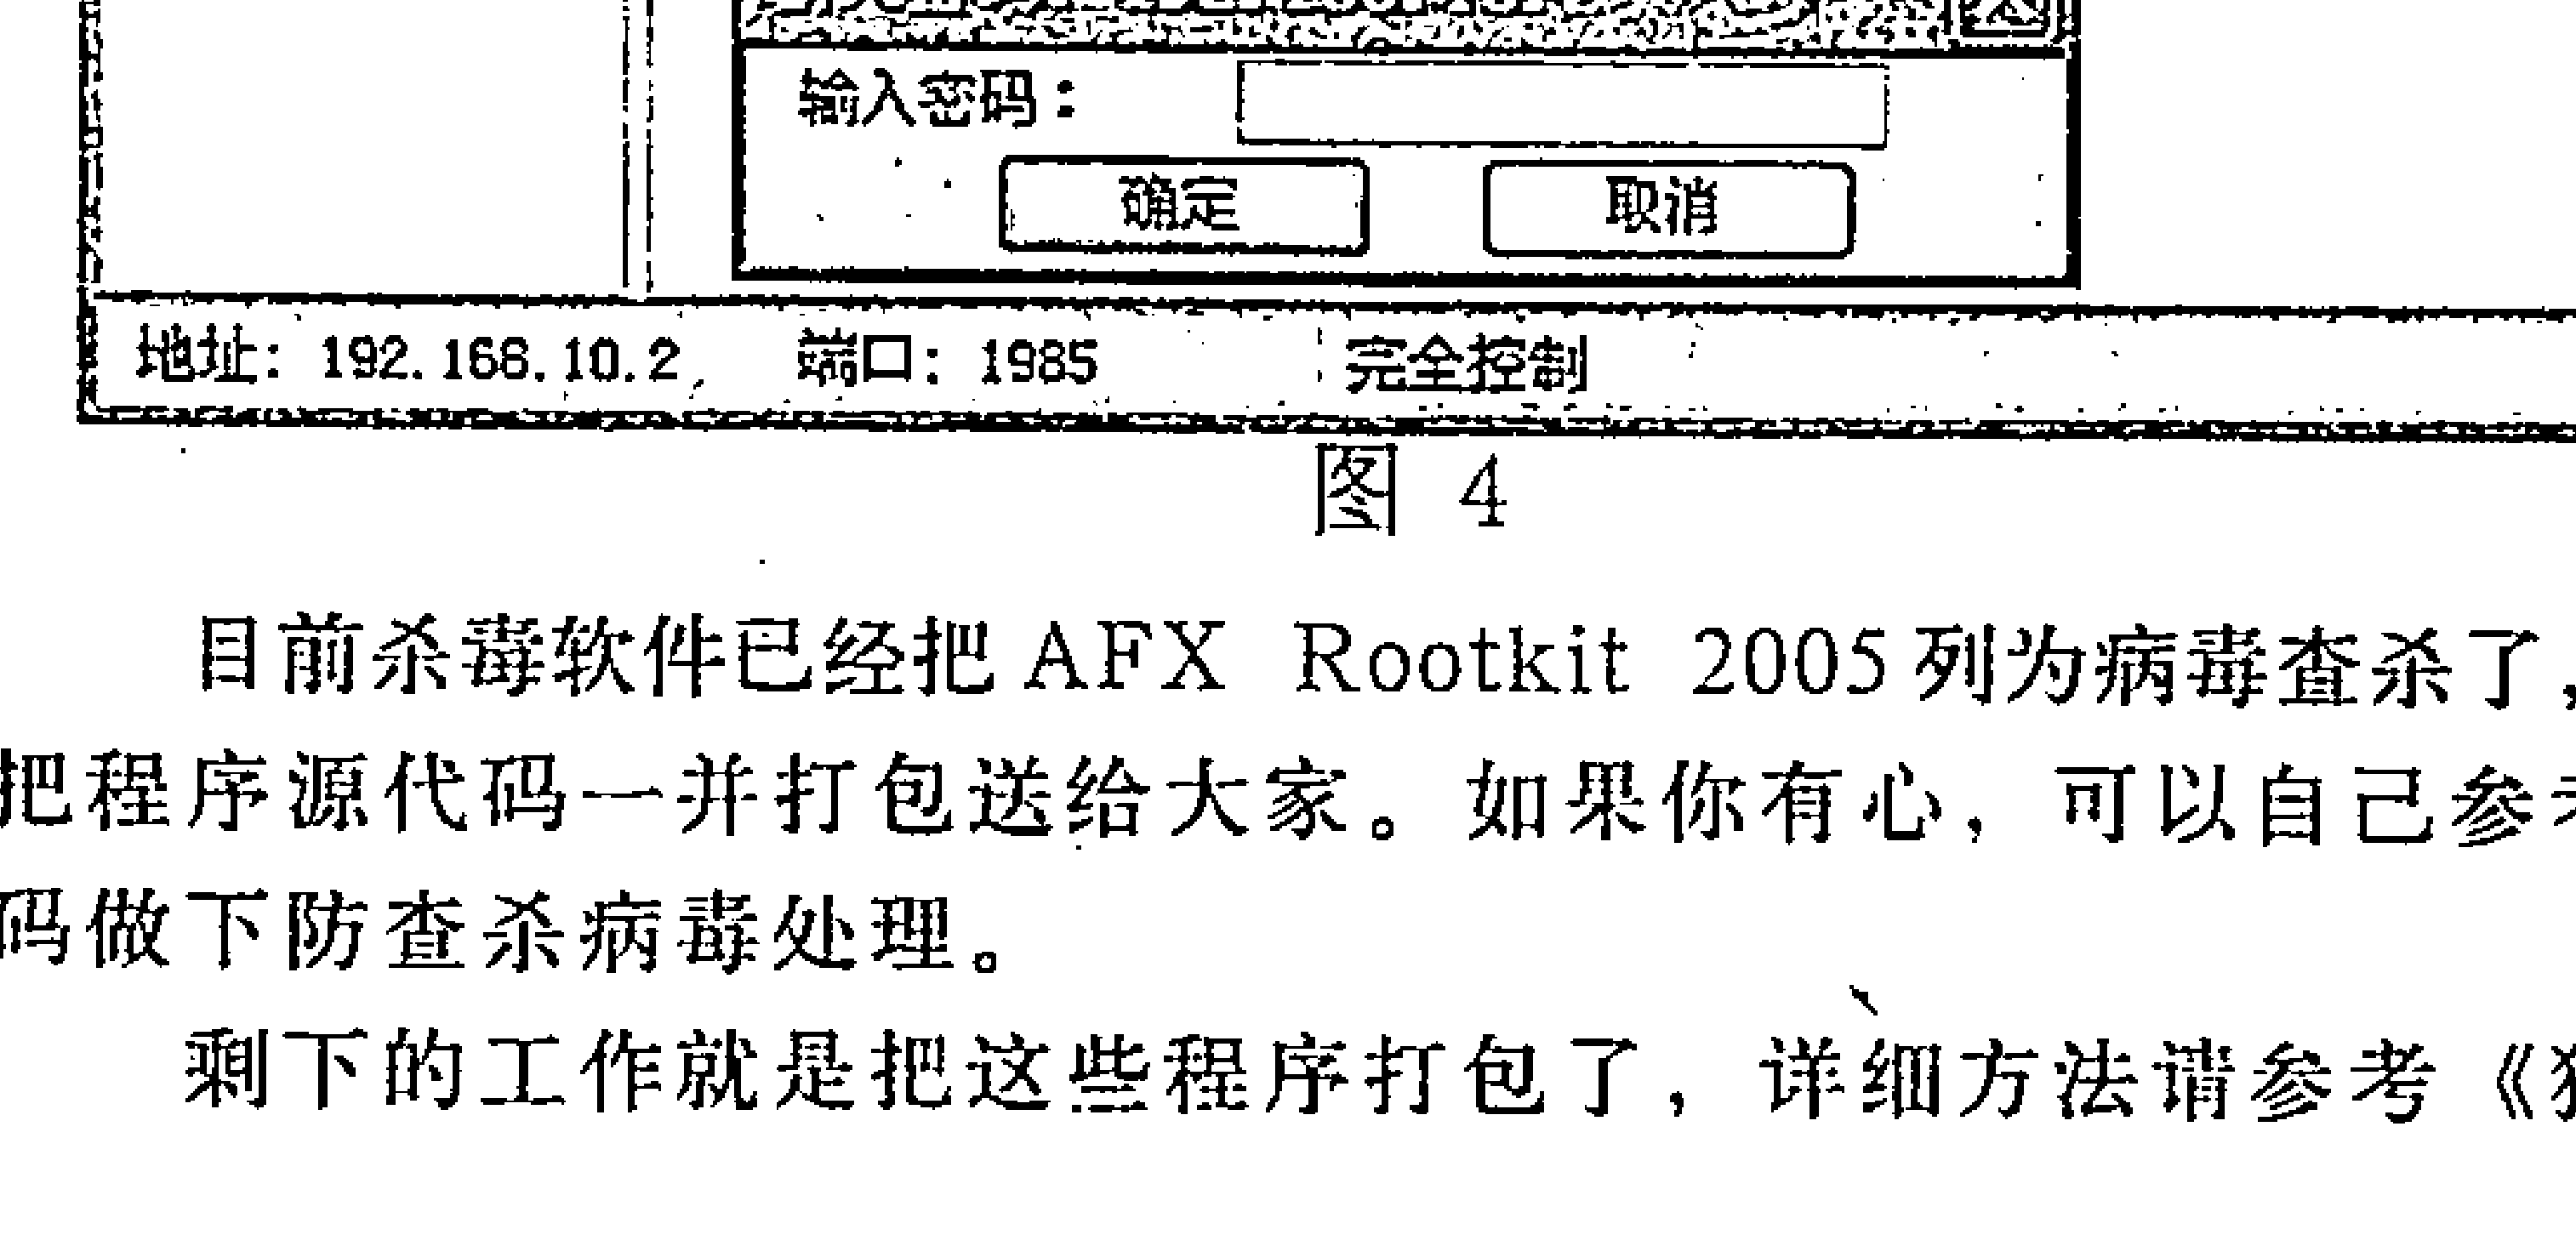 输入密码：
确定 取消
地址: 192.168.10.2 端口: 1985 完全控制
图 4
目前杀毒软件已经把 AFX Rootkit 2005 列为病毒查杀了，
把程序源代码一并打包送给大家。如果你有心，可以自己参考
码做下防查杀病毒处理。
剩下的工作就是把这些程序打包了，详细方法请参考《